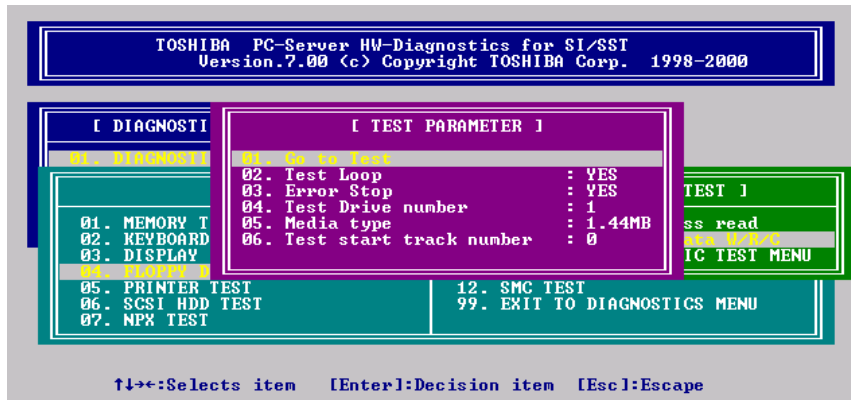 TOSHIBA PC-Server HW-Diagnostics for SI/SST
Version.7.00 (c) Copyright TOSHIBA Corp. 1998-2000
[ DIAGNOSTI
01. DIAGNOSTI
[ TEST PARAMETER ]
01. Go to Test
02. Test Loop : YES
03. Error Stop : YES
04. Test Drive number : 1
05. Media type : 1.44MB
06. Test start track number : 0
TEST ]
ss read
ata W/R/C
IC TEST MENU
01. MEMORY T
02. KEYBOARD
03. DISPLAY
04. FLOPPY D
05. PRINTER TEST
06. SCSI HDD TEST
07. NPX TEST
12. SMC TEST
99. EXIT TO DIAGNOSTICS MENU
↑↓→←:Selects item [Enter]:Decision item [Esc]:Escape